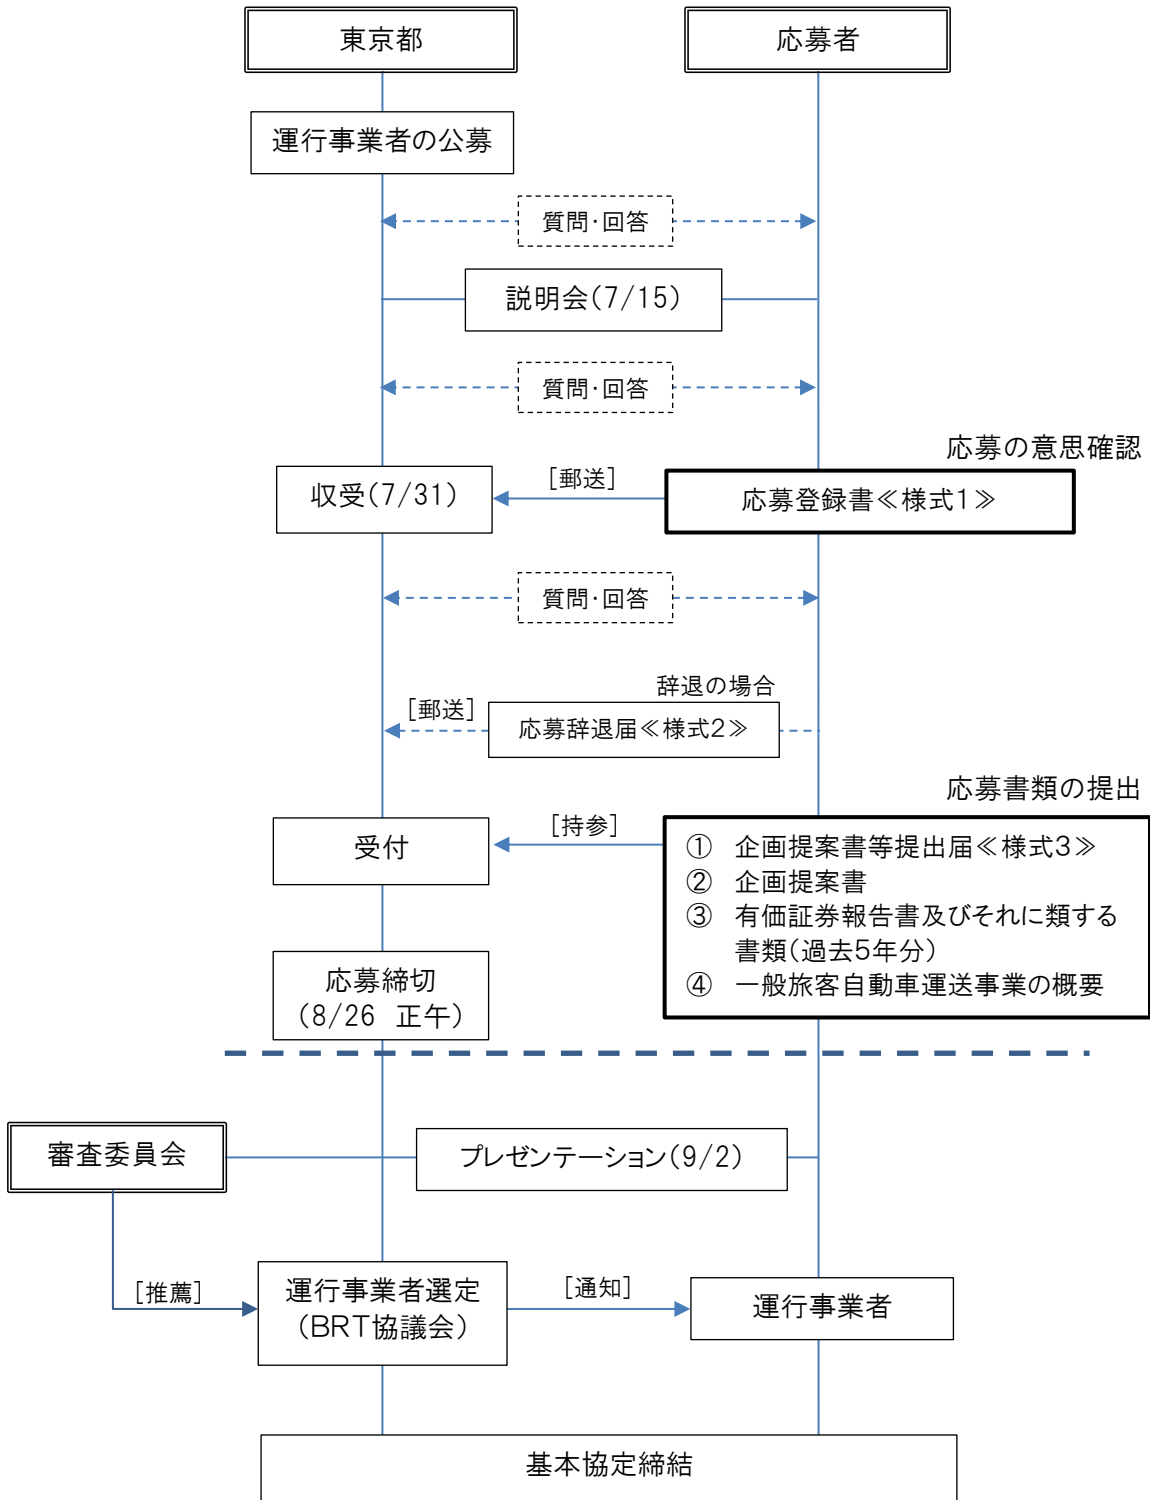 東京都
応募者
運行事業者の公募
質問・回答
説明会(7/15)
質問・回答
応募の意思確認
収受(7/31)
[郵送]
応募登録書≪様式1≫
質問・回答
辞退の場合
[郵送]
応募辞退届≪様式2≫
応募書類の提出
受付
[持参]
① 企画提案書等提出届≪様式3≫
② 企画提案書
③ 有価証券報告書及びそれに類する
書類(過去5年分)
④ 一般旅客自動車運送事業の概要
応募締切
(8/26 正午)
審査委員会
プレゼンテーション(9/2)
[推薦]
運行事業者選定
(BRT協議会)
[通知]
運行事業者
基本協定締結